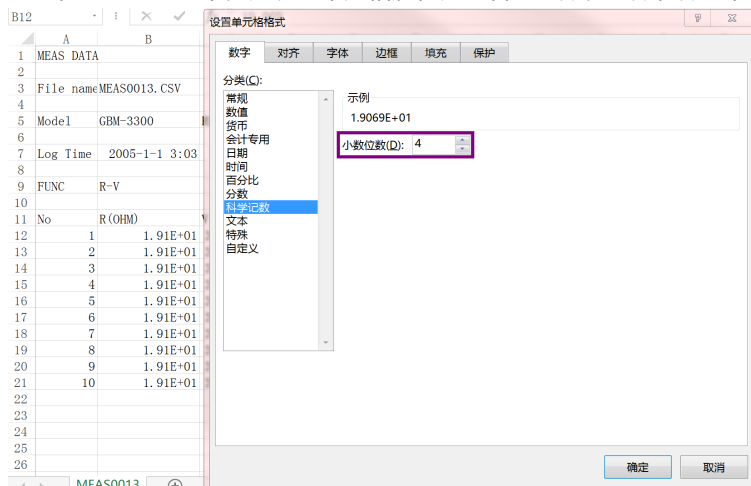 B12
设置单元格格式
A B
1 MEAS DATA
2
3 File name MEAS0013.CSV
4
5 Model GBM-3300
6
7 Log Time 2005-1-1 3:03
8
9 FUNC R-V
10
11 No R(OHM)
12 1 1.91E+01
13 2 1.91E+01
14 3 1.91E+01
15 4 1.91E+01
16 5 1.91E+01
17 6 1.91E+01
18 7 1.91E+01
19 8 1.91E+01
20 9 1.91E+01
21 10 1.91E+01
22
23
24
25
26
MEAS0013
数字 对齐 字体 边框 填充 保护
分类(C):
常规
数值
货币
会计专用
日期
时间
百分比
分数
科学记数
文本
特殊
自定义
示例
1.9069E+01
小数位数(D): 4
确定 取消